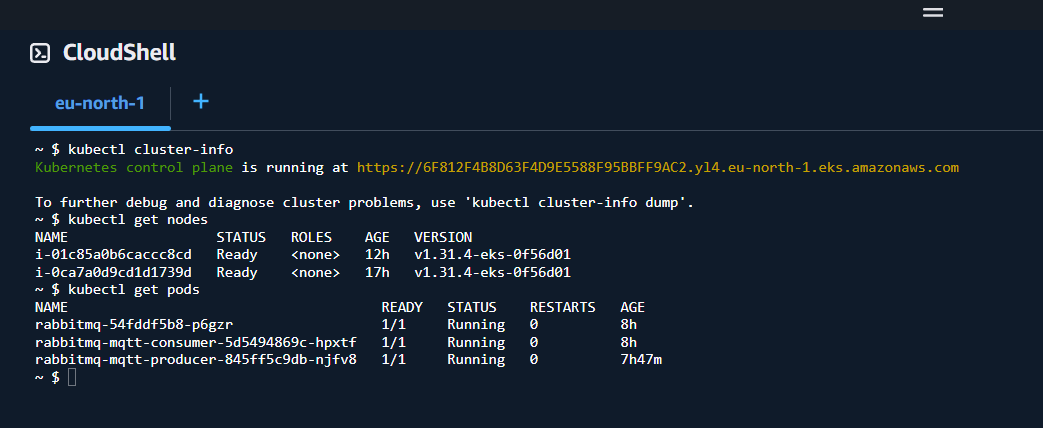 CloudShell
eu-north-1 +
~ $ kubectl cluster-info
Kubernetes control plane is running at https://6F812F4B8D63F4D9E5588F95BBFF9AC2.yl4.eu-north-1.eks.amazonaws.com

To further debug and diagnose cluster problems, use 'kubectl cluster-info dump'.
~ $ kubectl get nodes
NAME                  STATUS   ROLES    AGE   VERSION
i-01c85a0b6caccc8cd   Ready    <none>   12h   v1.31.4-eks-0f56d01
i-0ca7a0d9cd1d1739d   Ready    <none>   17h   v1.31.4-eks-0f56d01
~ $ kubectl get pods
NAME                                      READY   STATUS    RESTARTS   AGE
rabbitmq-54fddf5b8-p6gzr                  1/1     Running   0          8h
rabbitmq-mqtt-consumer-5d5494869c-hpxtf   1/1     Running   0          8h
rabbitmq-mqtt-producer-845ff5c9db-njfv8   1/1     Running   0          7h47m
~ $